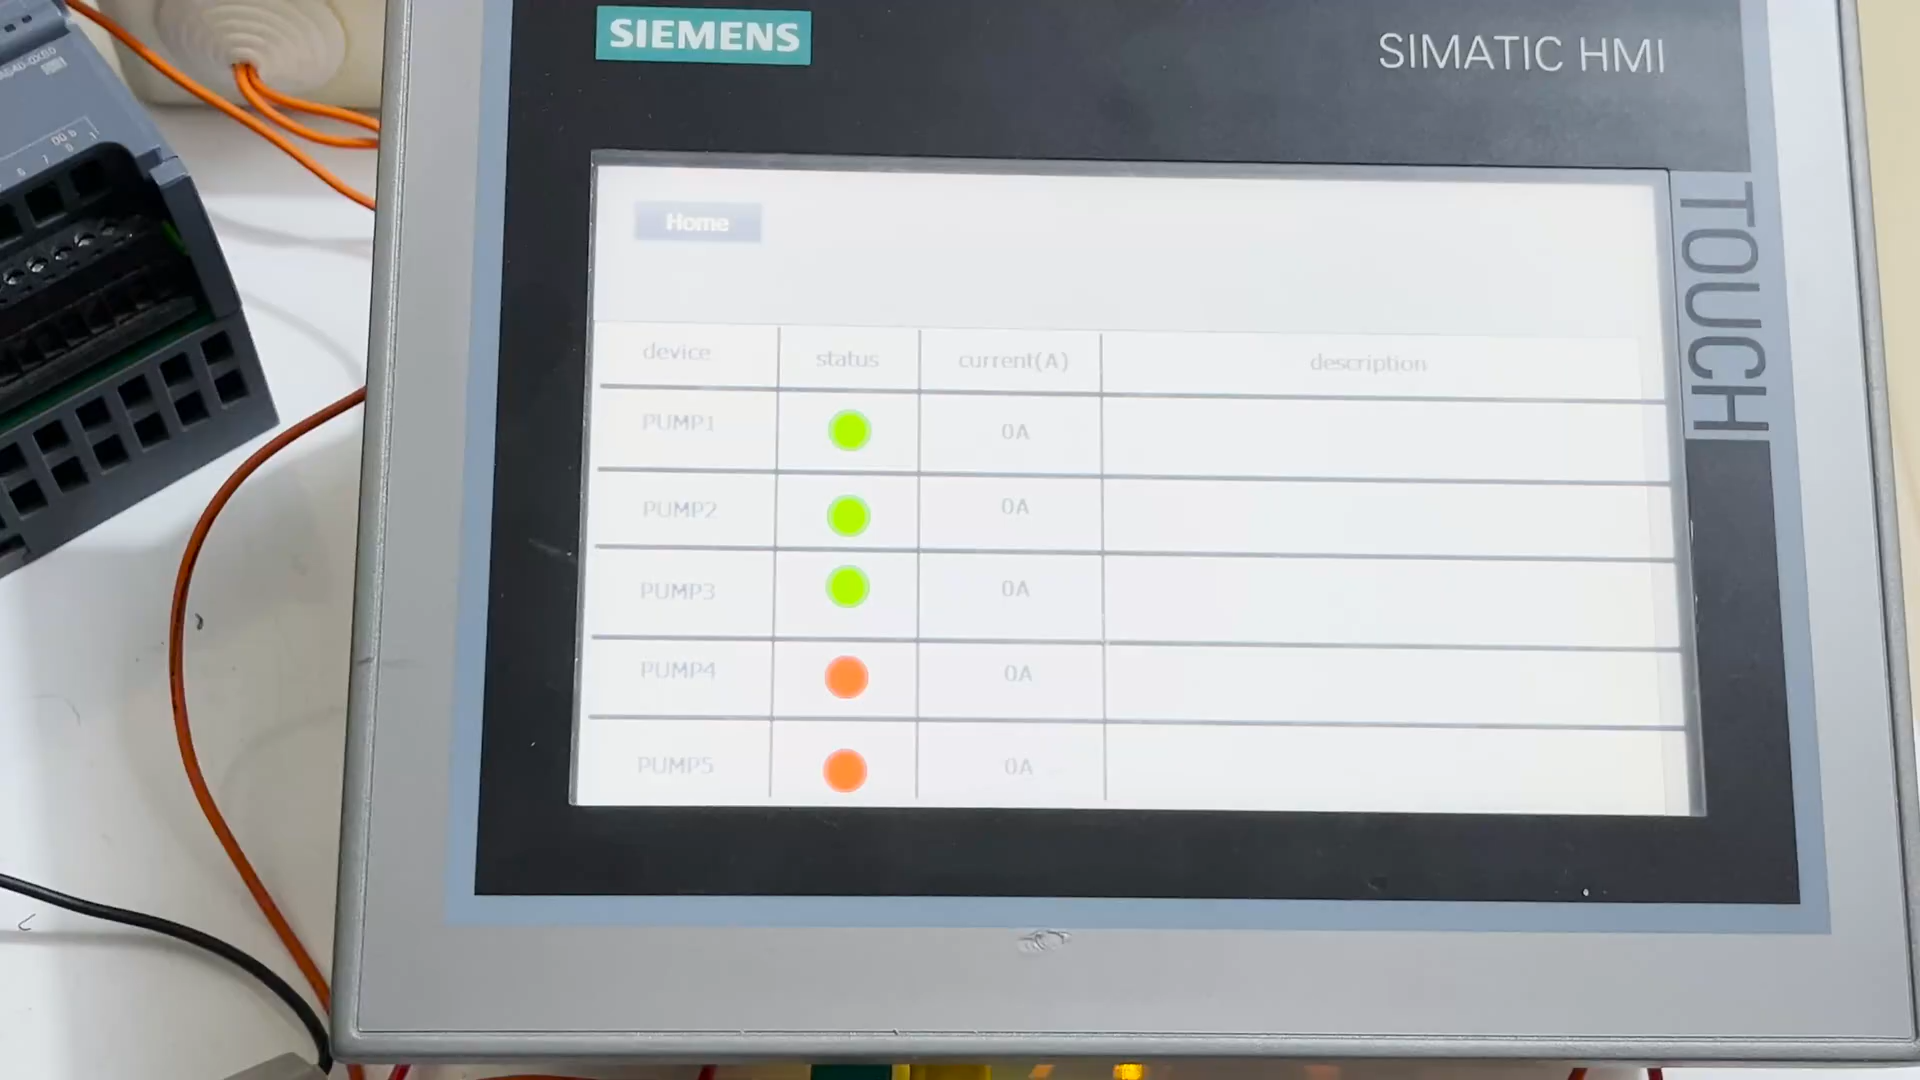 SIEMENS
SIMATIC HMI
TOUCH
Home
device status current(A) description
PUMP1 0A
PUMP2 0A
PUMP3 0A
PUMP4 0A
PUMP5 0A